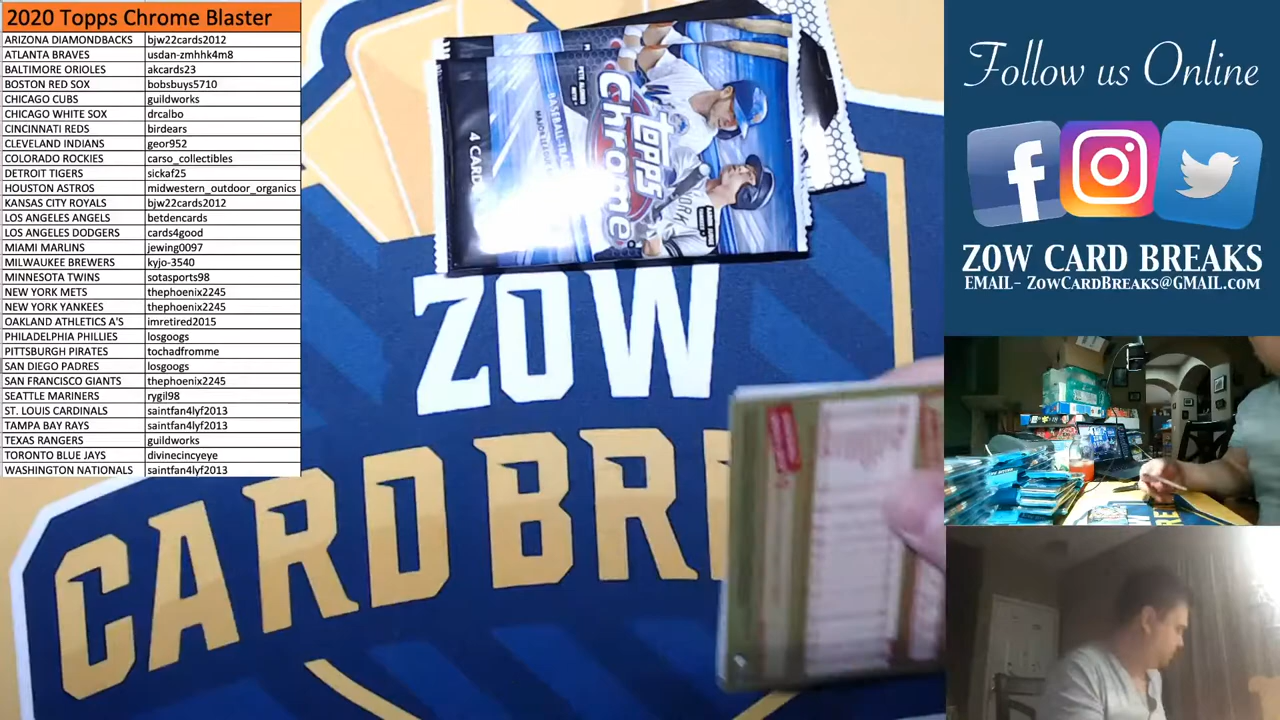 2020 Topps Chrome Blaster
ARIZONA DIAMONDBACKS bjw22cards2012
ATLANTA BRAVES usdan-zmhhk4m8
BALTIMORE ORIOLES akcards23
BOSTON RED SOX bobsbuys5710
CHICAGO CUBS guildworks
CHICAGO WHITE SOX drcalbo
CINCINNATI REDS birdears
CLEVELAND INDIANS geor952
COLORADO ROCKIES carso_collectibles
DETROIT TIGERS sickaf25
HOUSTON ASTROS midwestern_outdoor_organics
KANSAS CITY ROYALS bjw22cards2012
LOS ANGELES ANGELS betdencards
LOS ANGELES DODGERS cards4good
MIAMI MARLINS jewing0097
MILWAUKEE BREWERS kyjo-3540
MINNESOTA TWINS sotasports98
NEW YORK METS thephoenix2245
NEW YORK YANKEES thephoenix2245
OAKLAND ATHLETICS A'S imretired2015
PHILADELPHIA PHILLIES losgoogs
PITTSBURGH PIRATES tochadfromme
SAN DIEGO PADRES losgoogs
SAN FRANCISCO GIANTS thephoenix2245
SEATTLE MARINERS rygil98
ST. LOUIS CARDINALS saintfan4lyf2013
TAMPA BAY RAYS saintfan4lyf2013
TEXAS RANGERS guildworks
TORONTO BLUE JAYS divinecincyeye
WASHINGTON NATIONALS saintfan4lyf2013
topps
Chrome
4 CARDS
ZOW
CARD BRE
Follow us Online
ZOW CARD BREAKS
EMAIL- ZOWCARDBREAKS@GMAIL.COM